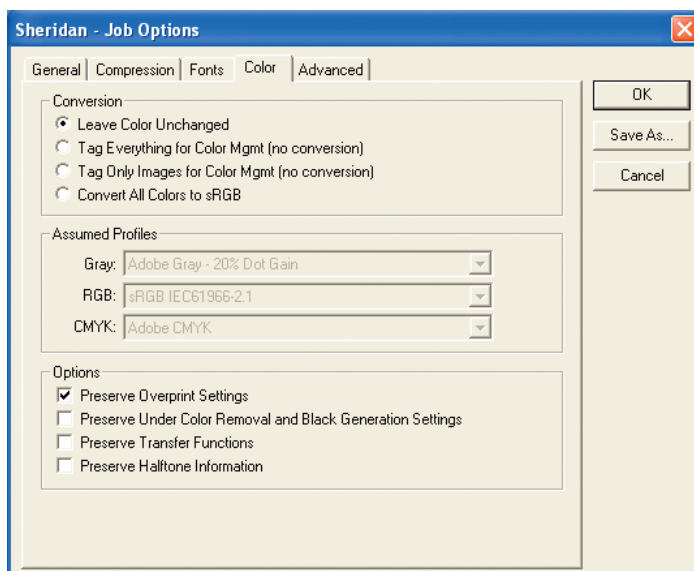 Sheridan - Job Options
General Compression Fonts Color Advanced
OK
Save As...
Cancel
Conversion
Leave Color Unchanged
Tag Everything for Color Mgmt (no conversion)
Tag Only Images for Color Mgmt (no conversion)
Convert All Colors to sRGB
Assumed Profiles
Gray: Adobe Gray - 20% Dot Gain
RGB: sRGB IEC61966-2.1
CMYK: Adobe CMYK
Options
Preserve Overprint Settings
Preserve Under Color Removal and Black Generation Settings
Preserve Transfer Functions
Preserve Halftone Information